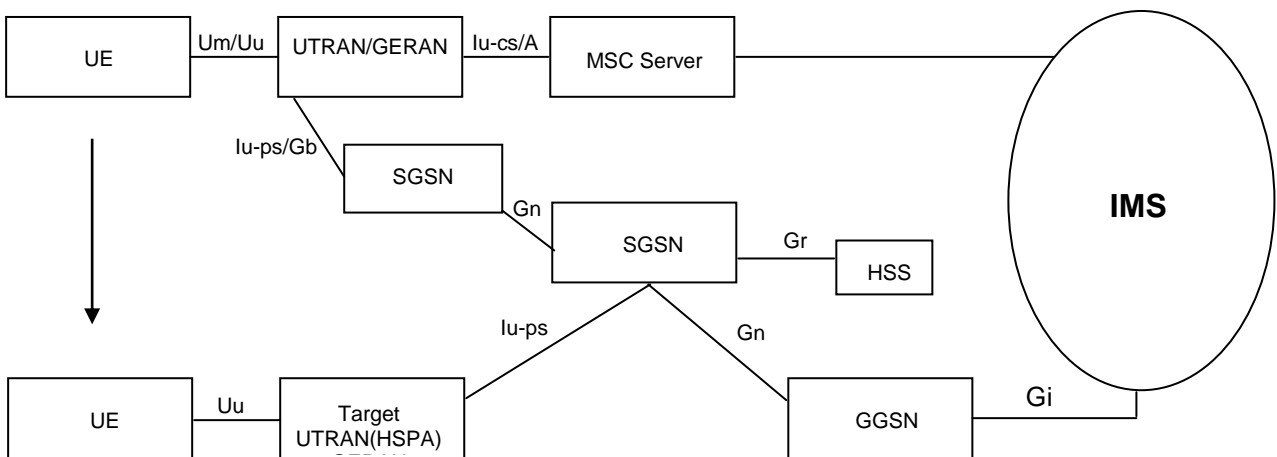 UE
Um/Uu
UTRAN/GERAN
Iu-cs/A
MSC Server
Iu-ps/Gb
SGSN
Gn
SGSN
Gr
HSS
IMS
Iu-ps
Gn
UE
Uu
Target
UTRAN(HSPA)
GGSN
Gi